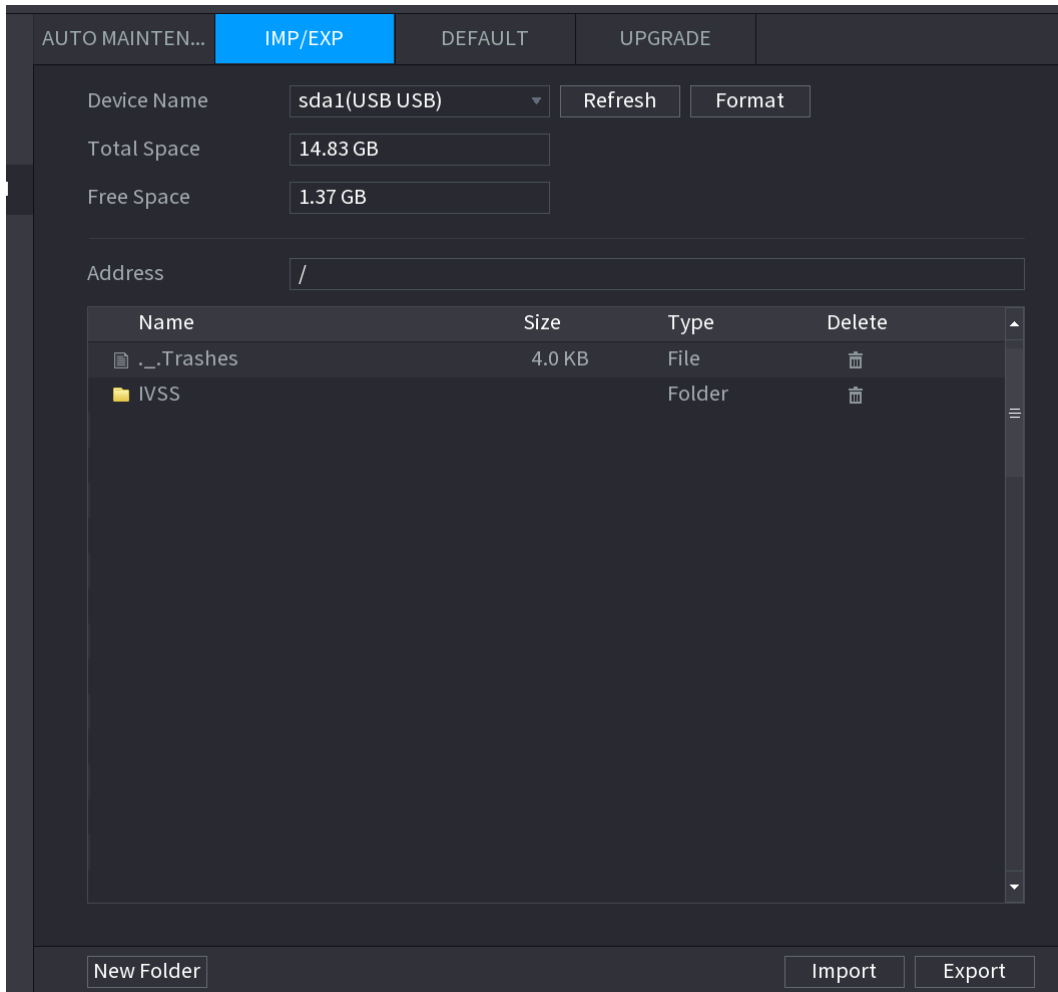 AUTO MAINTEN... IMP/EXP DEFAULT UPGRADE
Device Name sda1(USB USB) Refresh Format
Total Space 14.83 GB
Free Space 1.37 GB
Address /
Name Size Type Delete
._.Trashes 4.0 KB File
IVSS Folder
New Folder Import Export